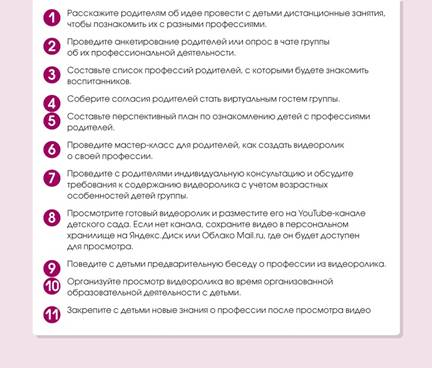 1 Расскажите родителям об идее провести с детьми дистанционные занятия,
чтобы познакомить их с разными профессиями.
2 Проведите анкетирование родителей или опрос в чате группы
об их профессиональной деятельности.
3 Составьте список профессий родителей, с которыми будете знакомить
воспитанников.
4 Соберите согласия родителей стать виртуальным гостем группы.
5 Составьте перспективный план по ознакомлению детей с профессиями
родителей.
6 Проведите мастер-класс для родителей, как создать видеоролик
о своей профессии.
7 Проведите с родителями индивидуальную консультацию и обсудите
требования к содержанию видеоролика с учетом возрастных
особенностей детей группы.
8 Просмотрите готовый видеоролик и разместите его на YouTube-канале
детского сада. Если нет канала, сохраните видео в персональном
хранилище на Яндекс.Диск или Облако Mail.ru, где он будет доступен
для просмотра.
9 Поведите с детьми предварительную беседу о профессии из видеоролика.
10 Организуйте просмотр видеоролика во время организованной
образовательной деятельности с детьми.
11 Закрепите с детьми новые знания о профессии после просмотра видео